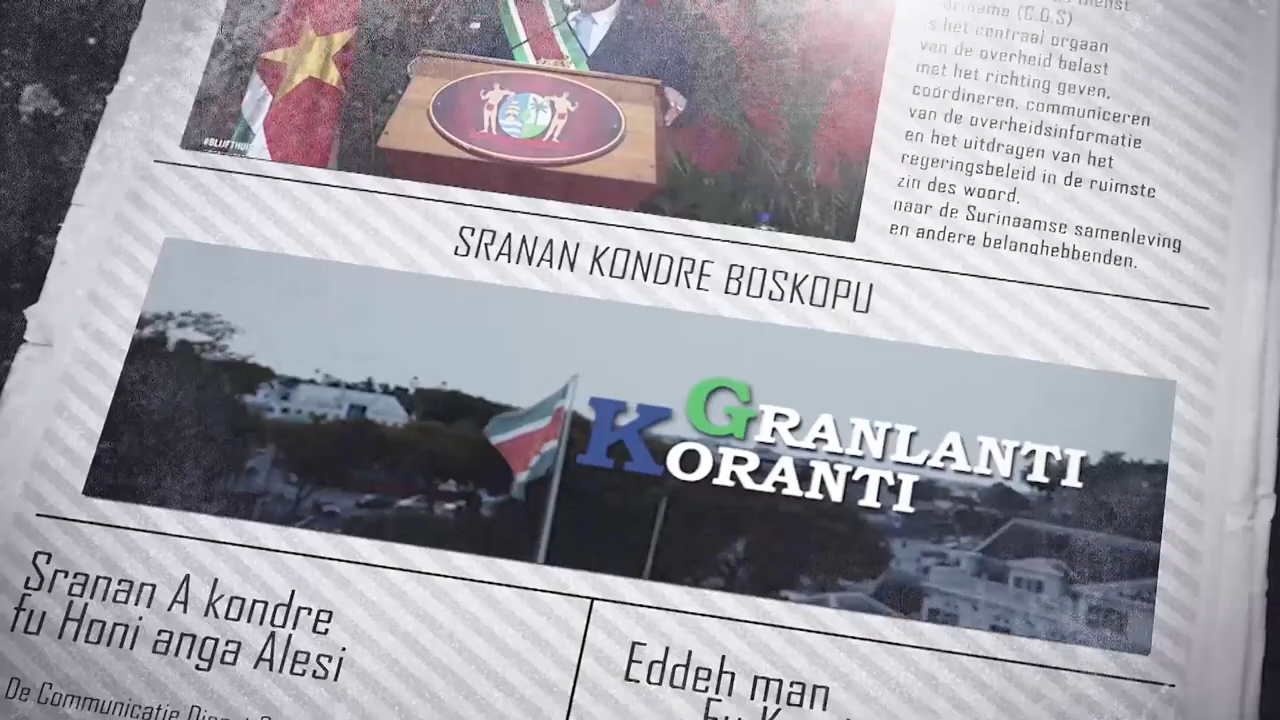 #BLIJFTHUIS
(C.D.S)
is het centraal orgaan
van de overheid belast
met het richting geven,
coördineren, communiceren
van de overheidsinformatie
en het uitdragen van het
regeringsbeleid in de ruimste
zin des woord,
naar de Surinaamse samenleving
en andere belanghebbenden.
SRANAN KONDRE BOSKOPU
GRANLANTI
KORANTI
Sranan A kondre
fu Honi anga Alesi
De Communicatie Dienst
Eddeh man